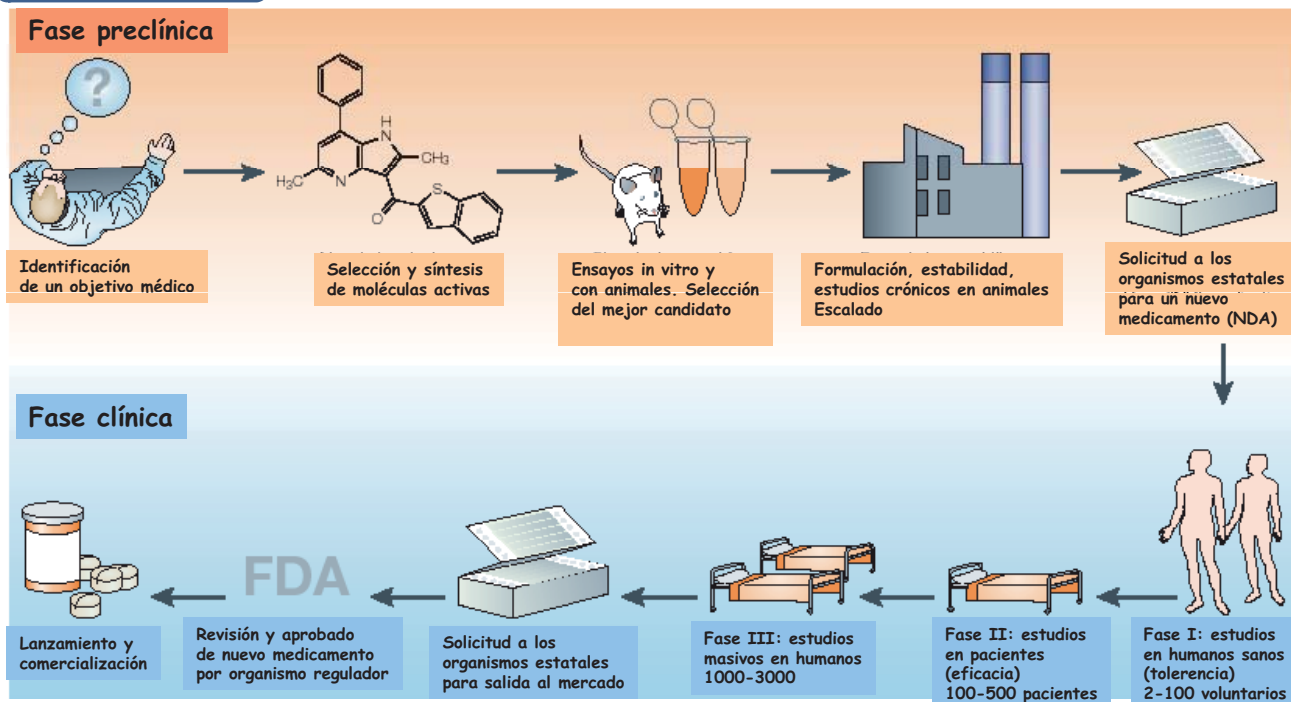 Fase preclínica
?
H
N
CH3
H3C
N
S
O
Identificación
de un objetivo médico
Selección y síntesis
de moléculas activas
Ensayos in vitro y
con animales. Selección
del mejor candidato
Formulación, estabilidad,
estudios crónicos en animales
Escalado
Solicitud a los
organismos estatales
para un nuevo
medicamento (NDA)
Fase clínica
FDA
Lanzamiento y
comercialización
Revisión y aprobado
de nuevo medicamento
por organismo regulador
Solicitud a los
organismos estatales
para salida al mercado
Fase III: estudios
masivos en humanos
1000-3000
Fase II: estudios
en pacientes
(eficacia)
100-500 pacientes
Fase I: estudios
en humanos sanos
(tolerencia)
2-100 voluntarios